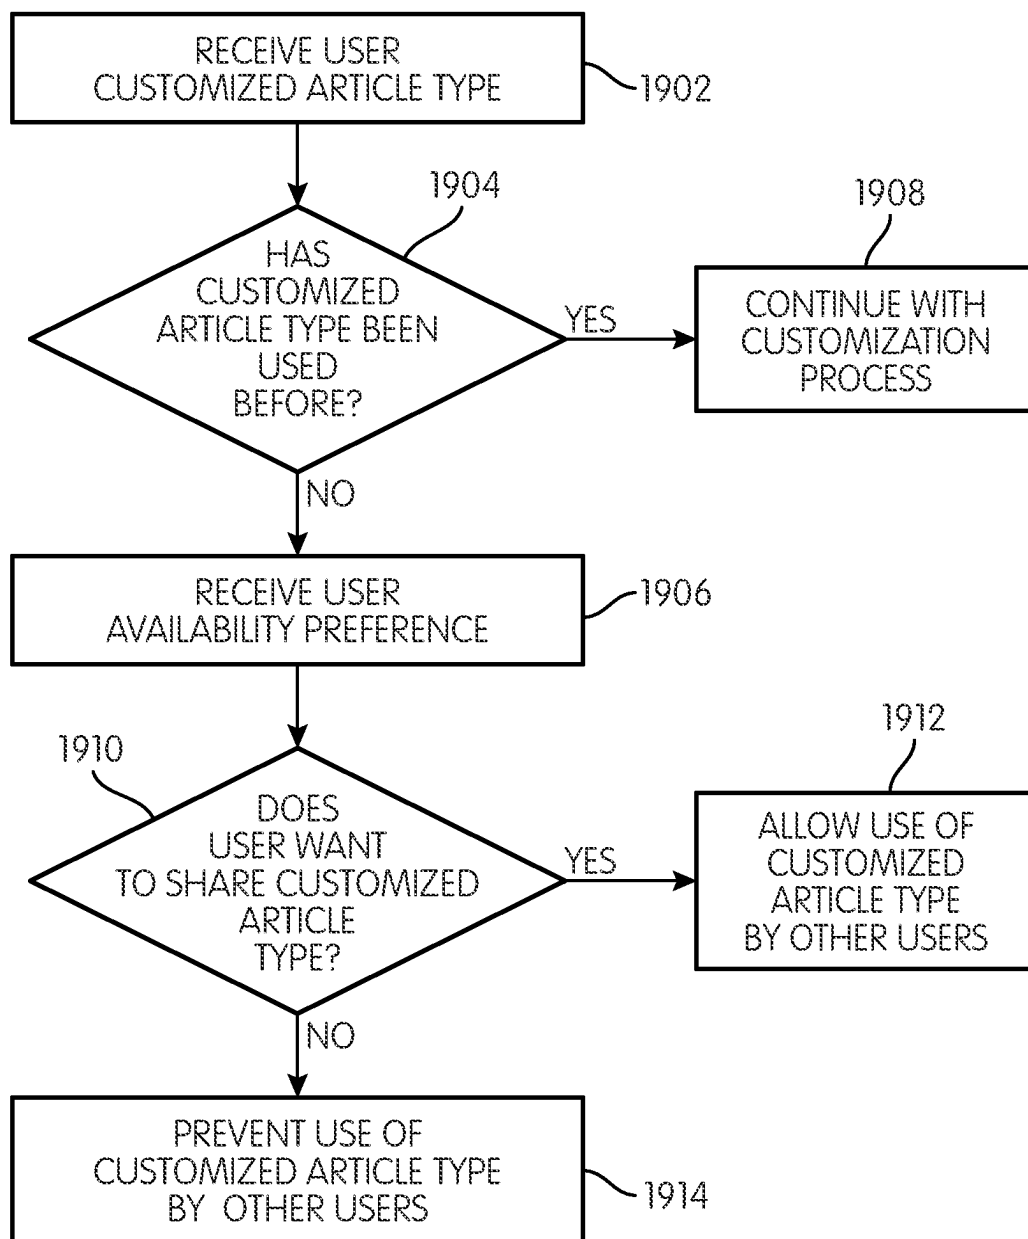 RECEIVE USER
CUSTOMIZED ARTICLE TYPE
1902
1904
HAS
CUSTOMIZED
ARTICLE TYPE BEEN
USED
BEFORE?
YES
1908
CONTINUE WITH
CUSTOMIZATION
PROCESS
NO
RECEIVE USER
AVAILABILITY PREFERENCE
1906
1910
DOES
USER WANT
TO SHARE CUSTOMIZED
ARTICLE
TYPE?
YES
1912
ALLOW USE OF
CUSTOMIZED
ARTICLE TYPE
BY OTHER USERS
NO
PREVENT USE OF
CUSTOMIZED ARTICLE TYPE
BY OTHER USERS
1914